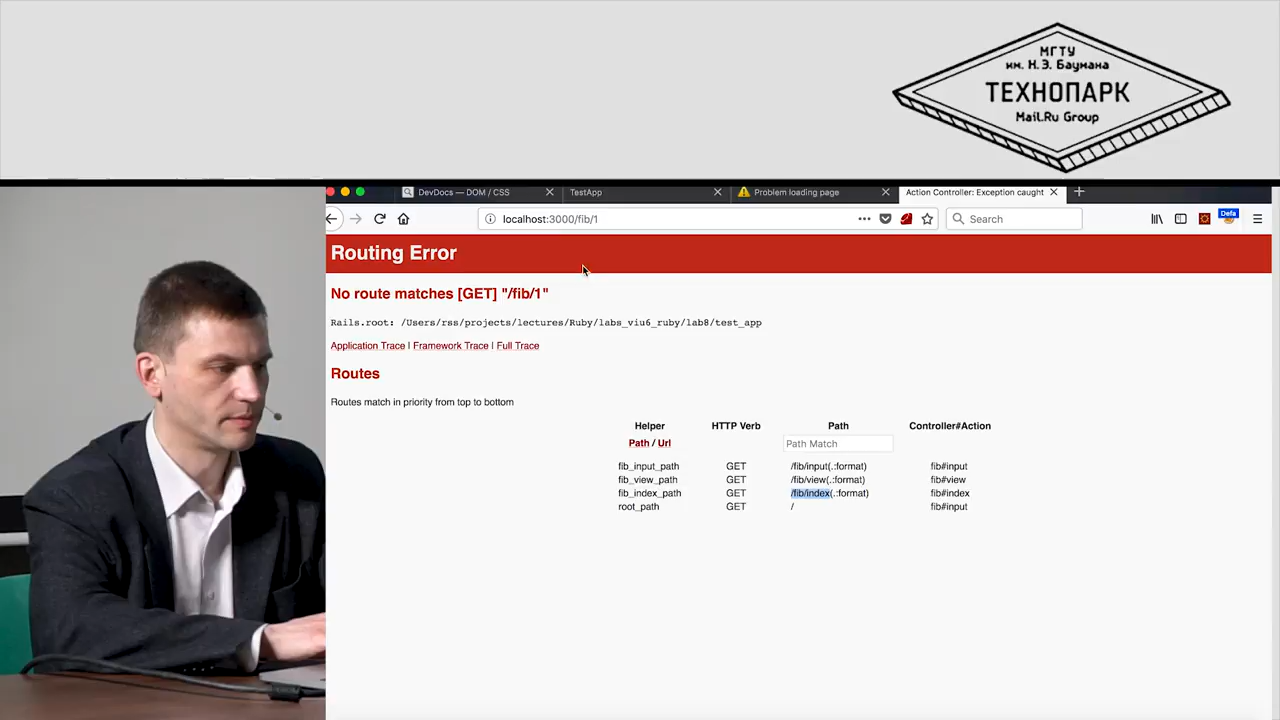 МГТУ
им. Н.Э. Баумана
ТЕХНОПАРК
Mail.Ru Group
DevDocs — DOM / CSS
TestApp
Problem loading page
Action Controller: Exception caught
localhost:3000/fib/1
Search
Defa
Routing Error
No route matches [GET] "/fib/1"
Rails.root: /Users/rss/projects/lectures/Ruby/labs_viu6_ruby/lab8/test_app
Application Trace | Framework Trace | Full Trace
Routes
Routes match in priority from top to bottom
Helper HTTP Verb Path Controller#Action
Path / Url Path Match
fib_input_path GET /fib/input(.:format) fib#input
fib_view_path GET /fib/view(.:format) fib#view
fib_index_path GET /fib/index(.:format) fib#index
root_path GET / fib#input